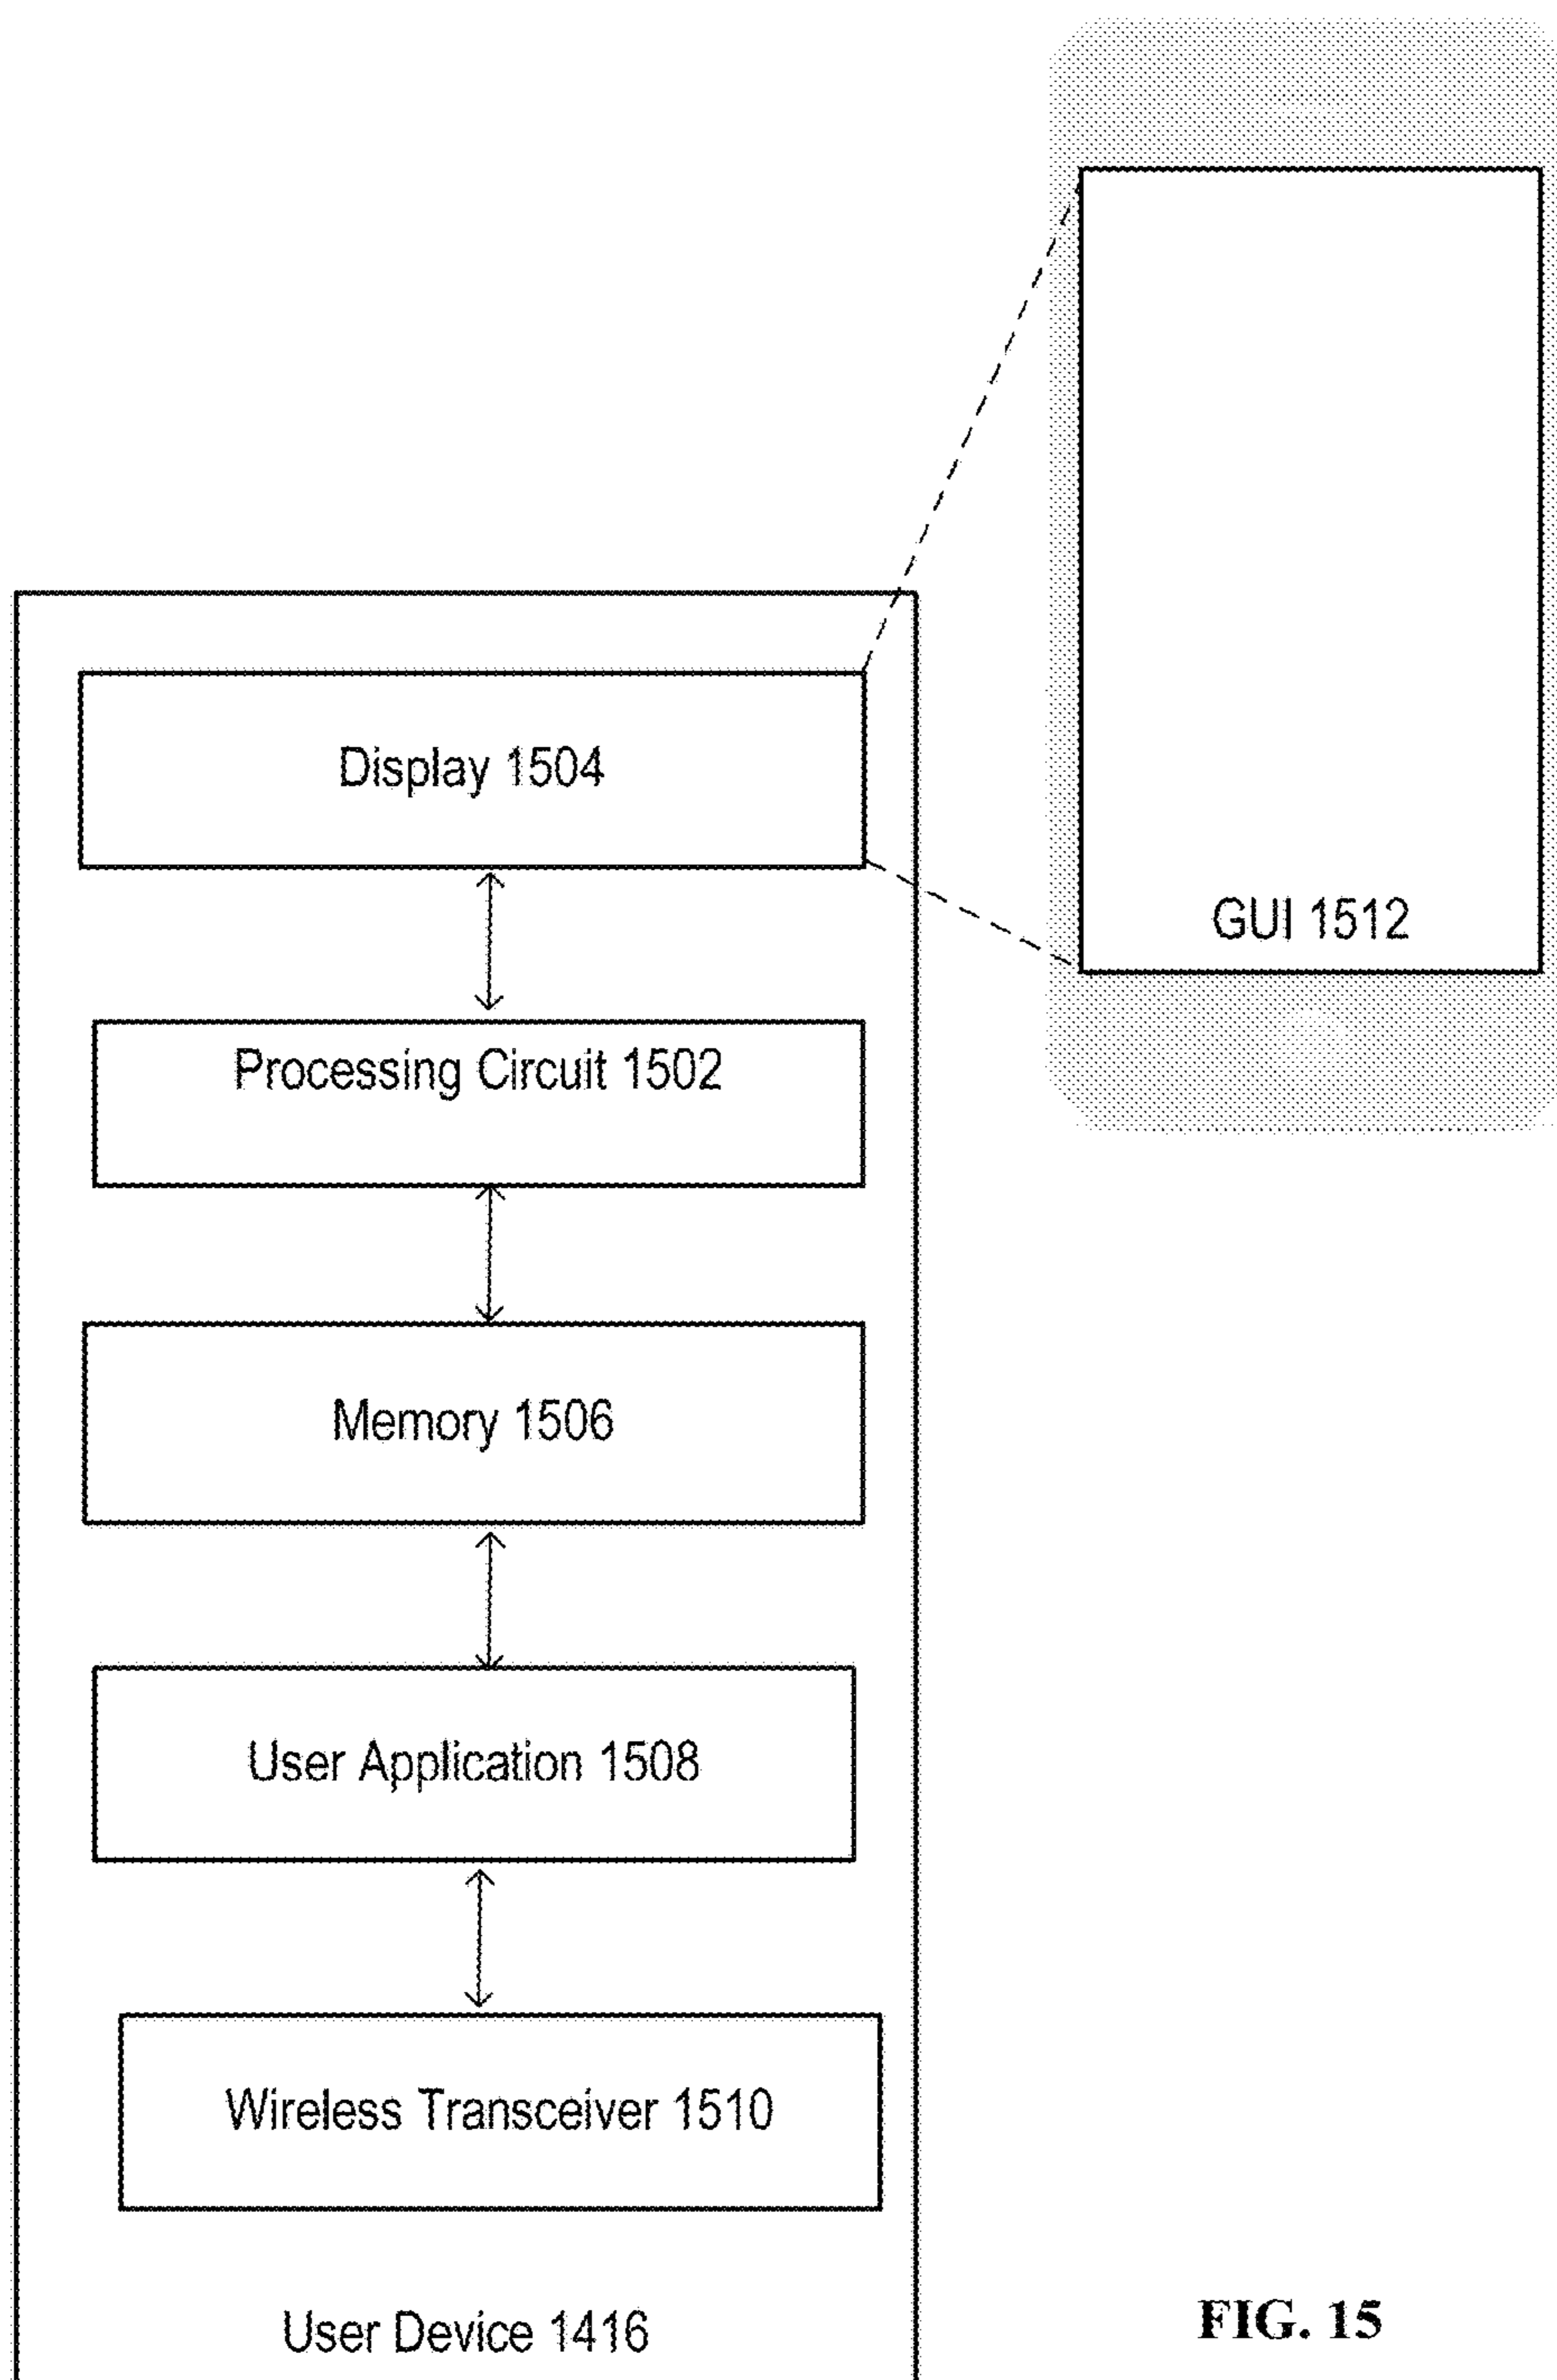 Display 1504
GUI 1512
Processing Circuit 1502
Memory 1506
User Application 1508
Wireless Transceiver 1510
User Device 1416
FIG. 15